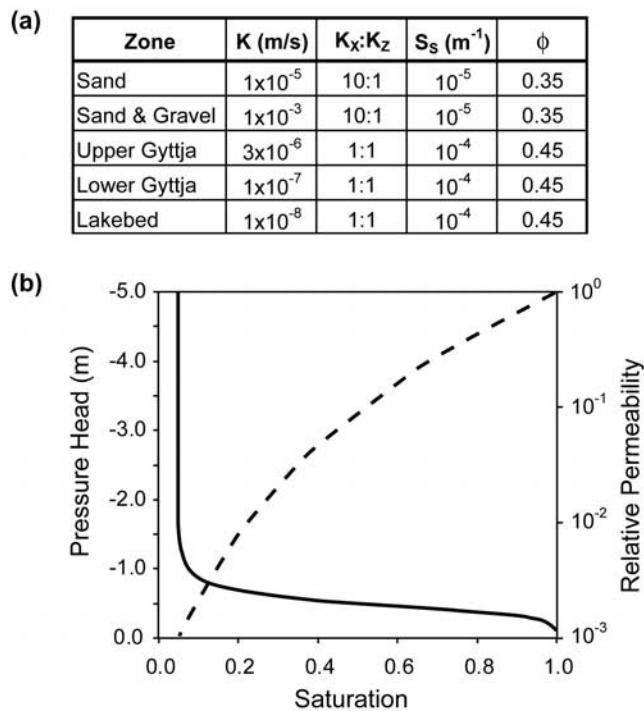 (a)
Zone K (m/s) Kx:Kz Ss (m⁻¹) ϕ
Sand 1x10⁻⁵ 10:1 10⁻⁵ 0.35
Sand & Gravel 1x10⁻³ 10:1 10⁻⁵ 0.35
Upper Gyttja 3x10⁻⁶ 1:1 10⁻⁴ 0.45
Lower Gyttja 1x10⁻⁷ 1:1 10⁻⁴ 0.45
Lakebed 1x10⁻⁸ 1:1 10⁻⁴ 0.45
(b)
Pressure Head (m)
-5.0
-4.0
-3.0
-2.0
-1.0
0.0
0.0 0.2 0.4 0.6 0.8 1.0
Saturation
10⁰
10⁻¹
10⁻²
10⁻³
Relative Permeability